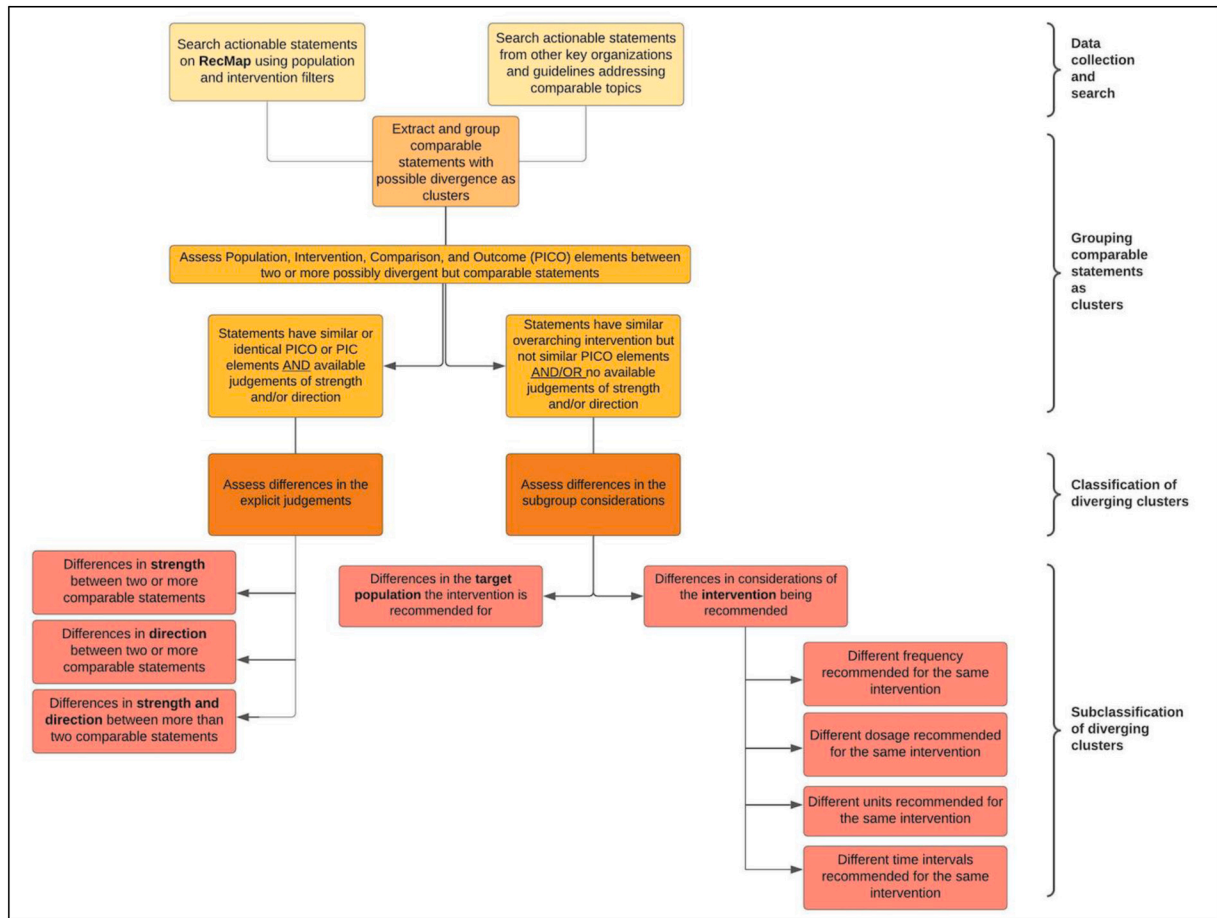 Search actionable statements
on RecMap using population
and intervention filters
Search actionable statements
from other key organizations
and guidelines addressing
comparable topics
Data
collection
and
search
Extract and group
comparable
statements with
possible divergence as
clusters
Assess Population, Intervention, Comparison, and Outcome (PICO) elements between
two or more possibly divergent but comparable statements
Statements have similar or
identical PICO or PIC
elements AND available
judgements of strength
and/or direction
Statements have similar
overarching intervention but
not similar PICO elements
AND/OR no available
judgements of strength
and/or direction
Grouping
comparable
statements
as
clusters
Assess differences in the
explicit judgements
Assess differences in the
subgroup considerations
Classification of
diverging clusters
Differences in strength
between two or more
comparable statements
Differences in direction
between two or more
comparable statements
Differences in strength and
direction between more than
two comparable statements
Differences in the target
population the intervention is
recommended for
Differences in considerations of
the intervention being
recommended
Different frequency
recommended for the same
intervention
Different dosage recommended
for the same intervention
Different units recommended for
the same intervention
Different time intervals
recommended for the same
intervention
Subclassification
of diverging
clusters